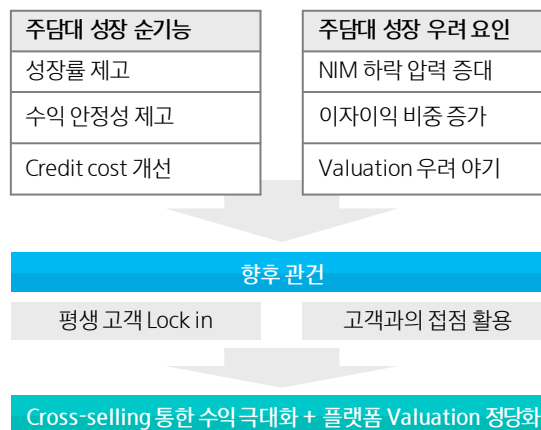 주담대 성장 순기능
성장률 제고
수익 안정성 제고
Credit cost 개선
주담대 성장 우려 요인
NIM 하락 압력 증대
이자이익 비중 증가
Valuation 우려 야기
향후 관건
평생 고객 Lock in
고객과의 접점 활용
Cross-selling 통한 수익 극대화 + 플랫폼 Valuation 정당화